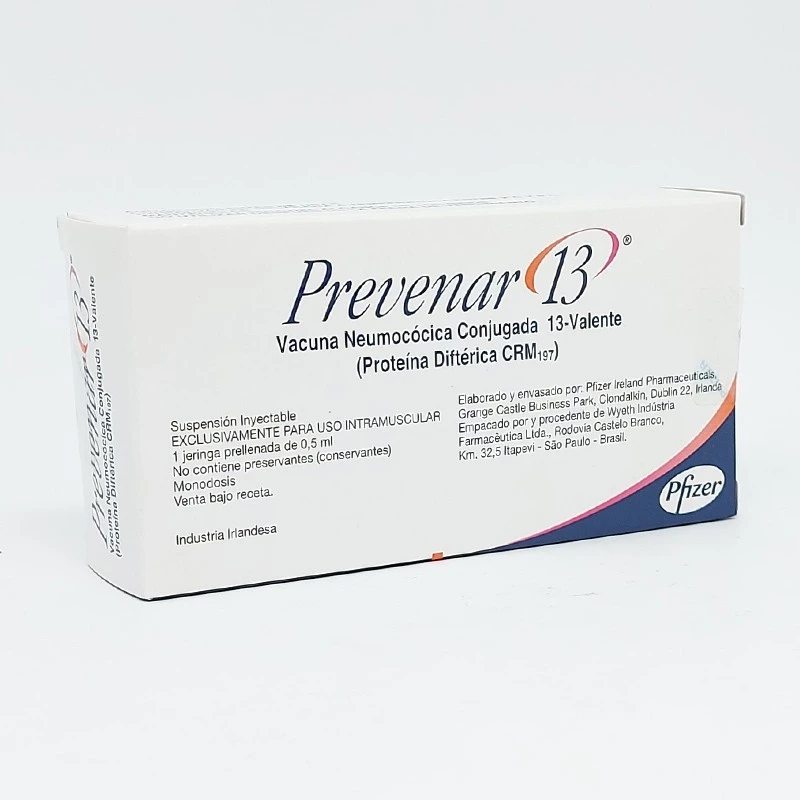 Prevenar 13®
Vacuna Neumocócica Conjugada 13-Valente
(Proteína Diftérica CRM197)
Suspensión Inyectable
EXCLUSIVAMENTE PARA USO INTRAMUSCULAR
1 jeringa prellenada de 0,5 ml
No contiene preservantes (conservantes)
Monodosis
Venta bajo receta.
Industria Irlandesa
Elaborado y envasado por: Pfizer Ireland Pharmaceuticals,
Grange Castle Business Park, Clondalkin, Dublin 22, Irlanda
Empacado por y procedente de Wyeth Indústria
Farmacêutica Ltda., Rodovia Castelo Branco,
Km. 32,5 Itapevi - São Paulo - Brasil.
Pfizer
Prevenar 13®
Vacuna Neumocócica Conjugada 13-Valente
(Proteína Diftérica CRM197)